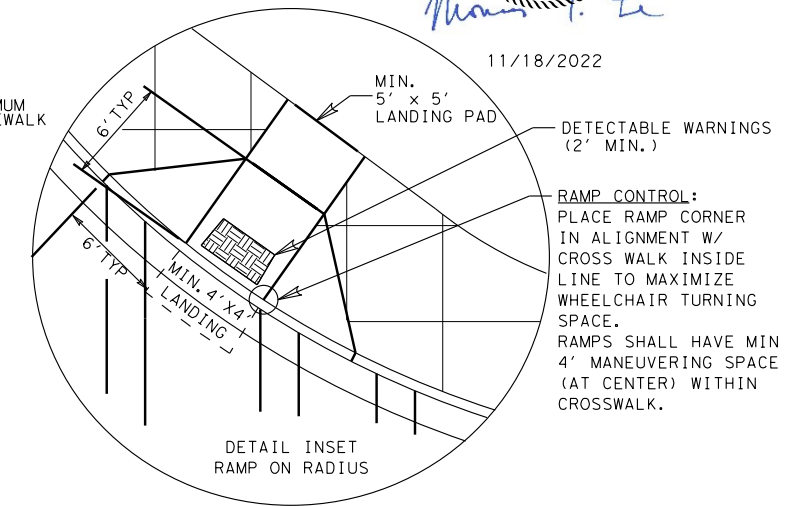 11/18/2022
MIN.
5' x 5'
LANDING PAD
6' TYP
DETECTABLE WARNINGS
(2' MIN.)
RAMP CONTROL:
PLACE RAMP CORNER
IN ALIGNMENT W/
CROSS WALK INSIDE
LINE TO MAXIMIZE
WHEELCHAIR TURNING
SPACE.
RAMPS SHALL HAVE MIN
4' MANEUVERING SPACE
(AT CENTER) WITHIN
CROSSWALK.
6' TYP
MIN. 4'X4'
LANDING
DETAIL INSET
RAMP ON RADIUS